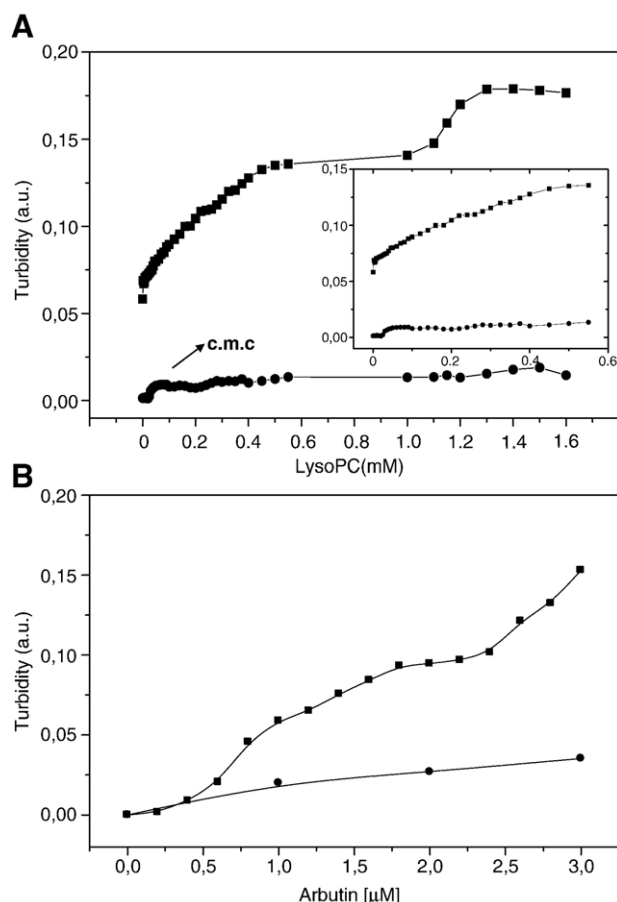 A
0,20
0,15
0,10
0,05
0,00
Turbidity (a.u.)
c.m.c
0,15
0,10
0,05
0,00
0 0.2 0.4 0.6
0 0.2 0.4 0.6 0.8 1.0 1.2 1.4 1.6
LysoPC(mM)
B
0,20
0,15
0,10
0,05
0,00
Turbidity (a.u.)
0,0 0,5 1,0 1,5 2,0 2,5 3,0
Arbutin [µM]